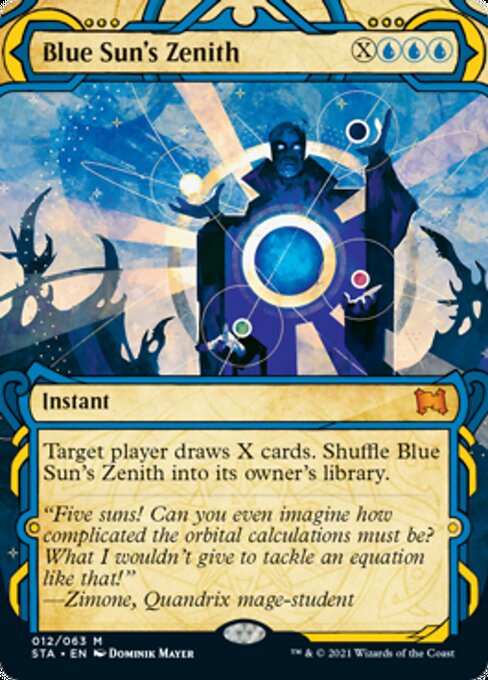 Blue Sun's Zenith X
Instant
Target player draws X cards. Shuffle Blue
Sun's Zenith into its owner's library.
“Five suns! Can you even imagine how
complicated the orbital calculations must be?
What I wouldn't give to tackle an equation
like that!”
—Zimone, Quandrix mage-student
012/063 M
STA • EN DOMINIK MAYER ™ & © 2021 Wizards of the Coast